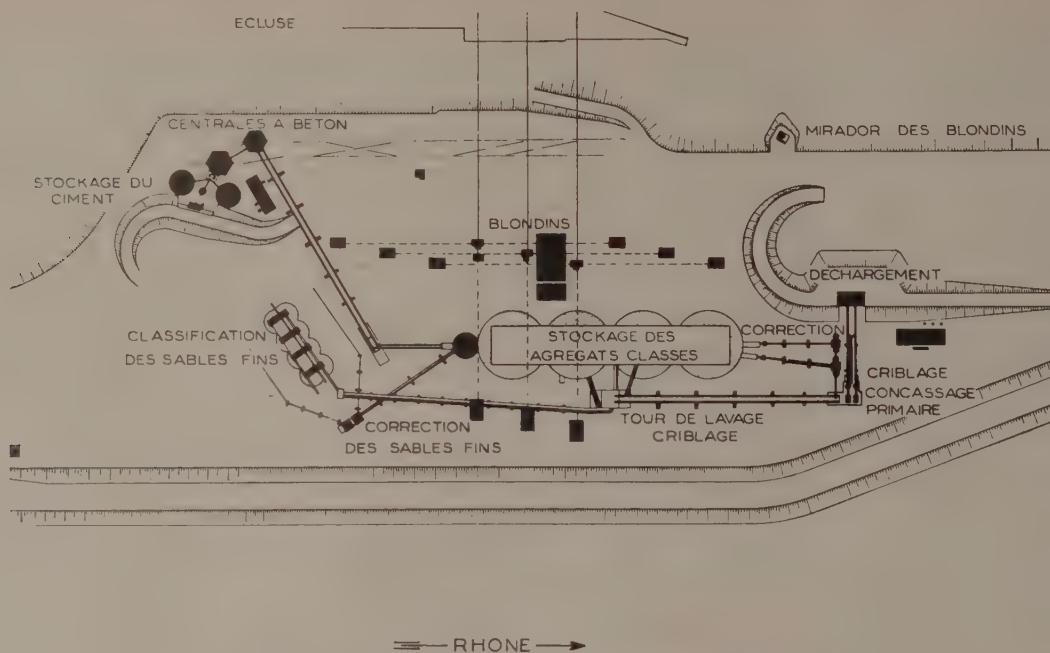 ECLUSE
CENTRALES A BETON
MIRADOR DES BLONDINS
STOCKAGE DU
CIMENT
BLONDINS
DECHARGEMENT
CLASSIFICATION
DES SABLES FINS
STOCKAGE DES
AGREGATS CLASSES
CORRECTION
CRIBLAGE
CONCASSAGE
PRIMAIRE
CORRECTION
DES SABLES FINS
TOUR DE LAVAGE
CRIBLAGE
RHONE